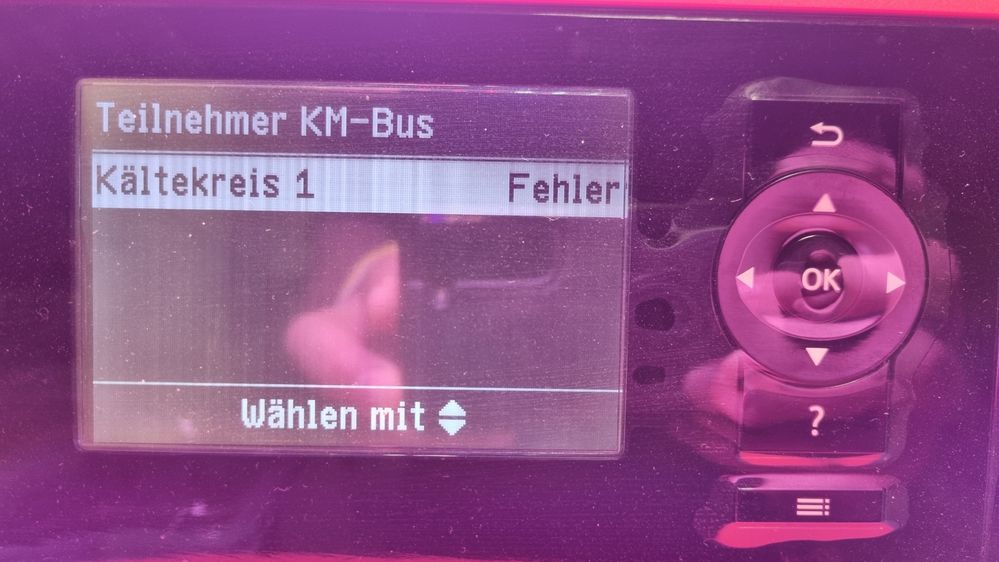 Teilnehmer KM-Bus
Kältekreis 1 Fehler
Wählen mit
OK
?